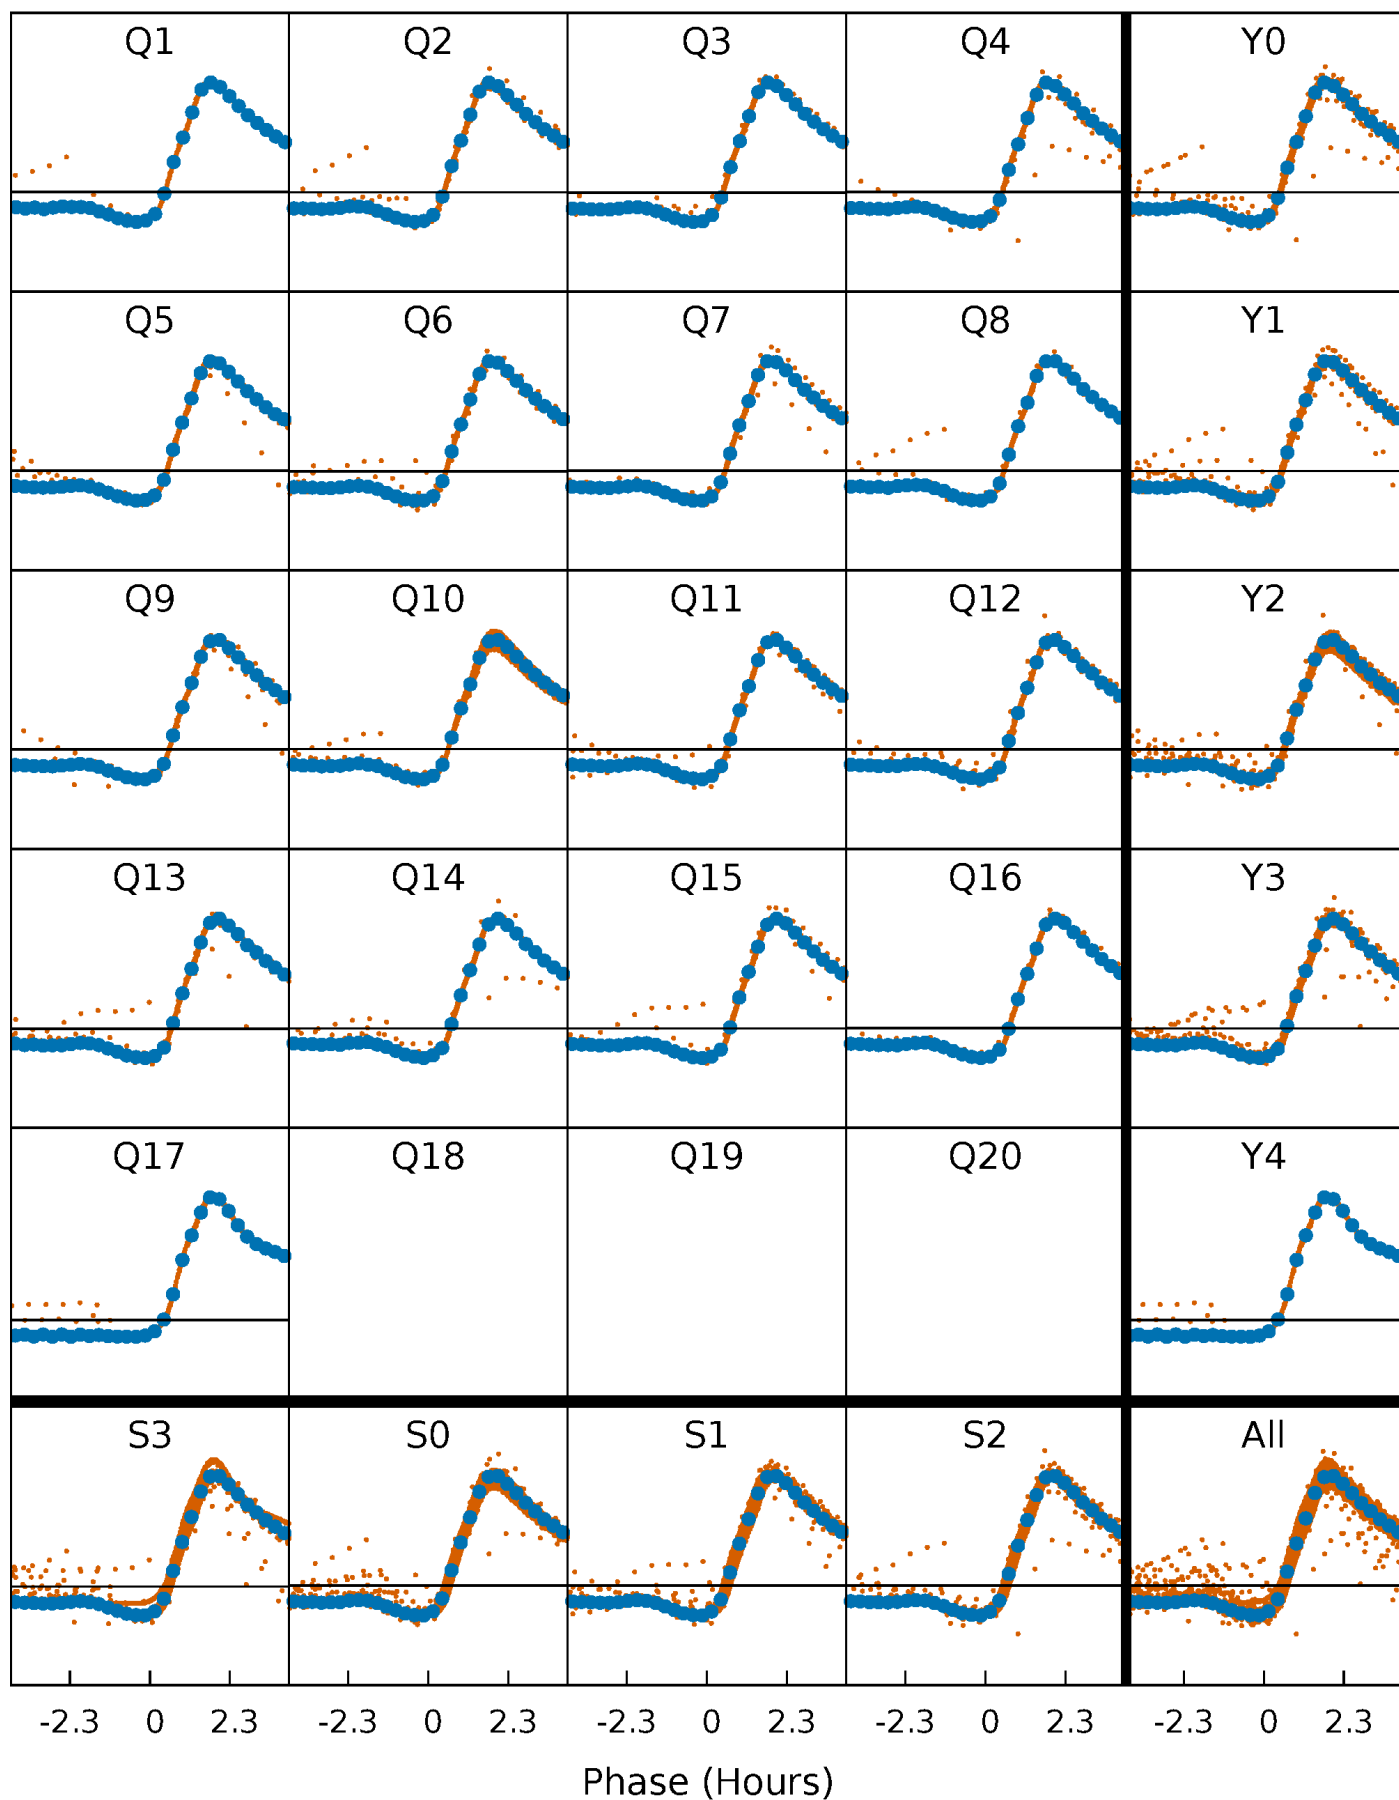 Q1 Q2 Q3 Q4 Y0
Q5 Q6 Q7 Q8 Y1
Q9 Q10 Q11 Q12 Y2
Q13 Q14 Q15 Q16 Y3
Q17 Q18 Q19 Q20 Y4
S3 S0 S1 S2 All
-2.3 0 2.3 -2.3 0 2.3 -2.3 0 2.3 -2.3 0 2.3 -2.3 0 2.3
Phase (Hours)